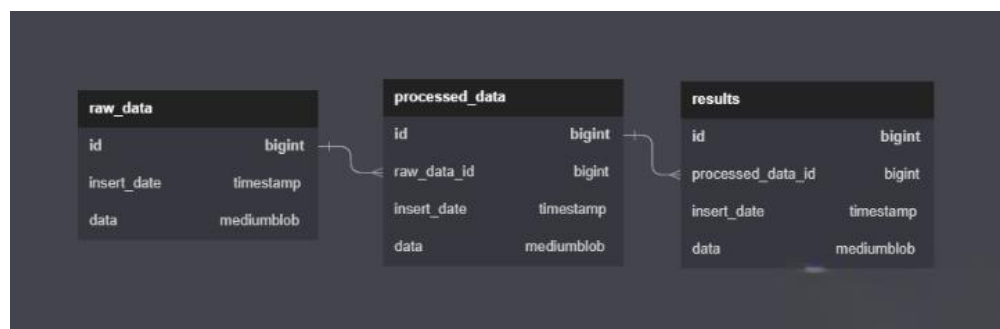 raw_data
id bigint
insert_date timestamp
data mediumblob
processed_data
id bigint
raw_data_id bigint
insert_date timestamp
data mediumblob
results
id bigint
processed_data_id bigint
insert_date timestamp
data mediumblob